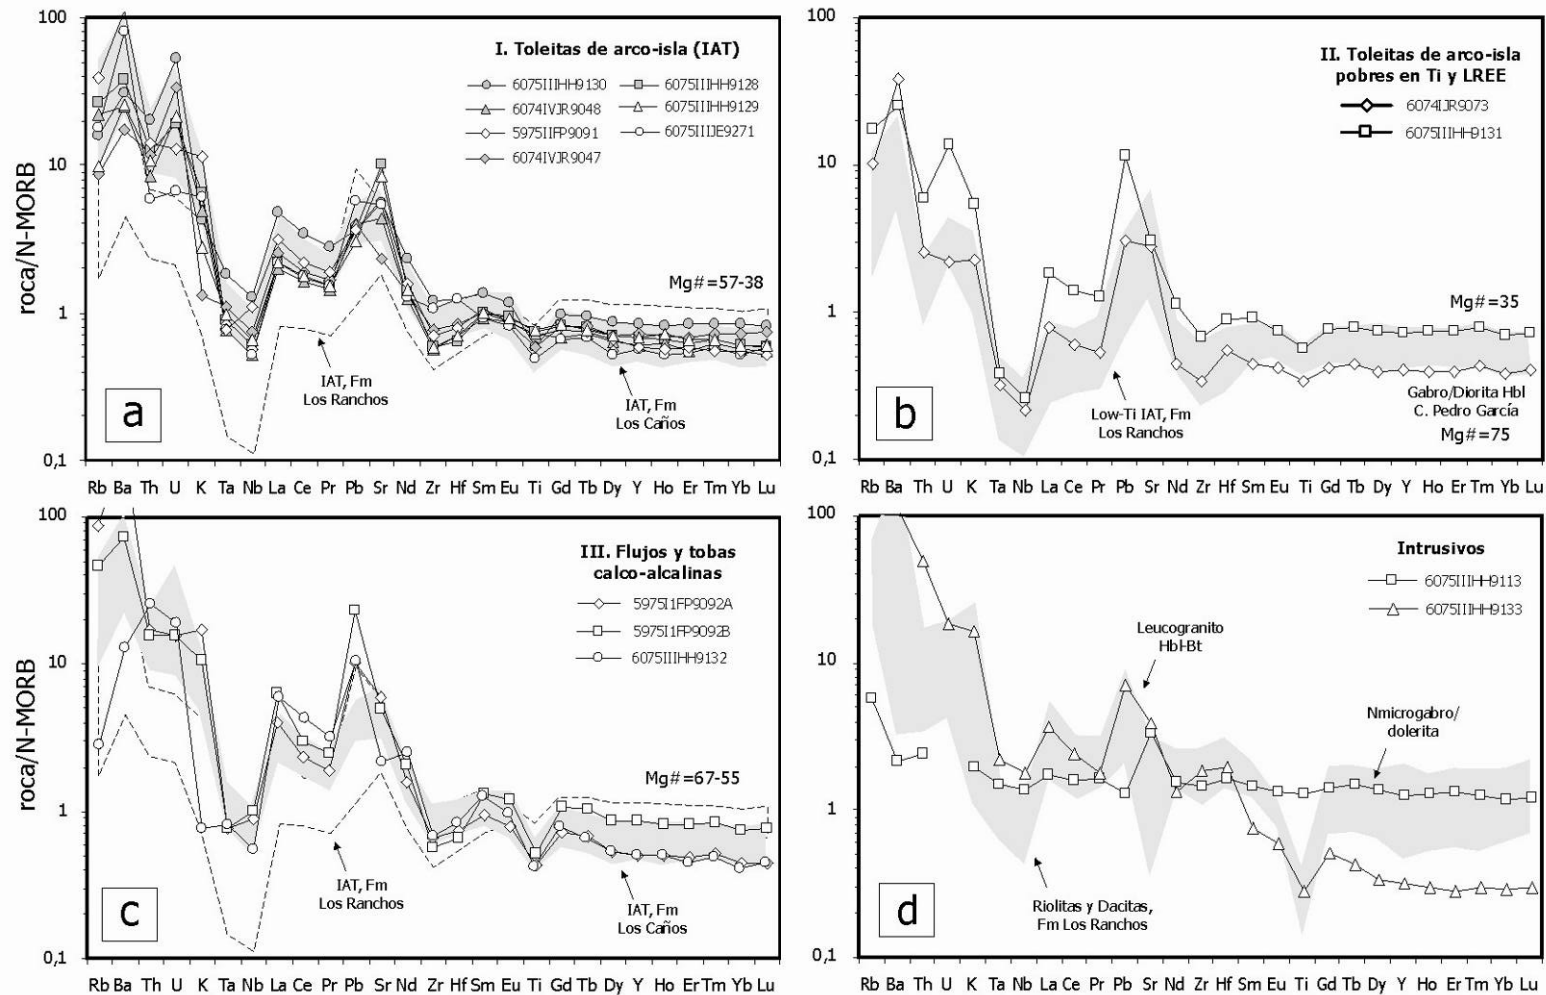 roca/N-MORB
100
10
1
0,1
I. Toleitas de arco-isla (IAT)
6075IIIHH9130
6074IVJR9048
5975IIFP9091
6074IVJR9047
6075IIIHH9128
6075IIIHH9129
6075IIIJE9271
Mg#=57-38
IAT, Fm
Los Ranchos
IAT, Fm
Los Caños
a
Rb Ba Th U K Ta Nb La Ce Pr Pb Sr Nd Zr Hf Sm Eu Ti Gd Tb Dy Y Ho Er Tm Yb Lu
100
10
1
0,1
II. Toleitas de arco-isla
pobres en Ti y LREE
6074IJR9073
6075IIIHH9131
Mg#=35
Low-Ti IAT, Fm
Los Ranchos
Gabro/Diorita Hbl
C. Pedro García
Mg#=75
b
Rb Ba Th U K Ta Nb La Ce Pr Pb Sr Nd Zr Hf Sm Eu Ti Gd Tb Dy Y Ho Er Tm Yb Lu
roca/N-MORB
100
10
1
0,1
III. Flujos y tobas
calco-alcalinas
5975I1FP9092A
5975I1FP9092B
6075IIIHH9132
Mg#=67-55
IAT, Fm
Los Ranchos
IAT, Fm
Los Caños
c
Rb Ba Th U K Ta Nb La Ce Pr Pb Sr Nd Zr Hf Sm Eu Ti Gd Tb Dy Y Ho Er Tm Yb Lu
100
10
1
0,1
Intrusivos
6075IIIHH9113
6075IIIHH9133
Leucogranito
Hbl-Bt
Nmicrogabro/
dolerita
Riolitas y Dacitas,
Fm Los Ranchos
d
Rb Ba Th U K Ta Nb La Ce Pr Pb Sr Nd Zr Hf Sm Eu Ti Gd Tb Dy Y Ho Er Tm Yb Lu